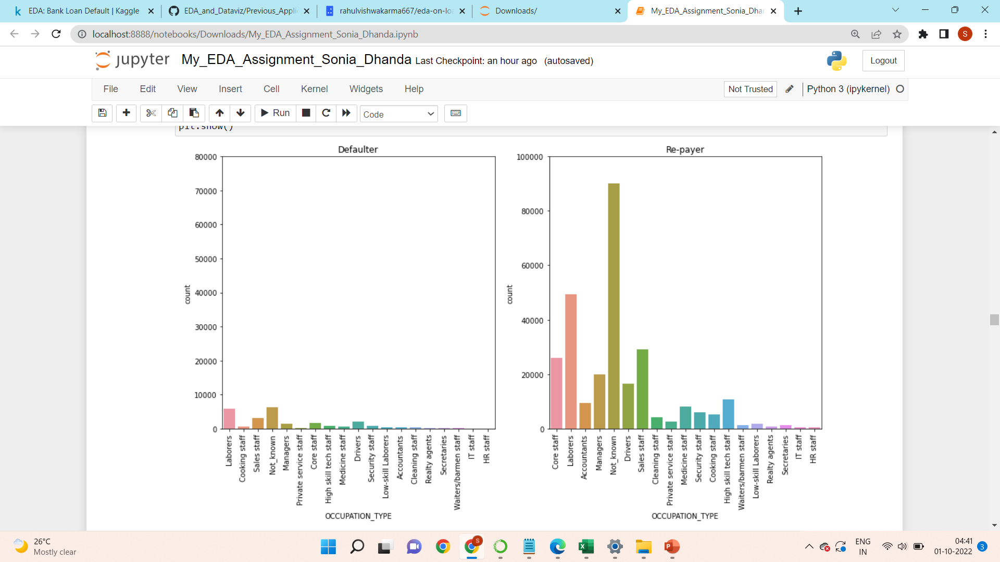 EDA: Bank Loan Default | Kaggle
EDA_and_Dataviz/Previous_Applic
rahulvishwakarma667/eda-on-loa
Downloads/
My_EDA_Assignment_Sonia_Dhan
localhost:8888/notebooks/Downloads/My_EDA_Assignment_Sonia_Dhanda.ipynb
S
jupyter
My_EDA_Assignment_Sonia_Dhanda Last Checkpoint: an hour ago (autosaved)
Logout
File Edit View Insert Cell Kernel Widgets Help
Not Trusted
Python 3 (ipykernel)
Run
Code
plt.show()
Defaulter
80000
70000
60000
50000
40000
30000
20000
10000
0
count
Laborers
Cooking staff
Sales staff
Not_known
Managers
Private service staff
Core staff
High skill tech staff
Medicine staff
Drivers
Security staff
Low-skill Laborers
Accountants
Cleaning staff
Realty agents
Secretaries
Waiters/barmen staff
IT staff
HR staff
OCCUPATION_TYPE
Re-payer
100000
80000
60000
40000
20000
0
count
Core staff
Laborers
Accountants
Managers
Not_known
Drivers
Sales staff
Cleaning staff
Private service staff
Medicine staff
Security staff
Cooking staff
High skill tech staff
Waiters/barmen staff
Low-skill Laborers
Realty agents
Secretaries
IT staff
HR staff
OCCUPATION_TYPE
26°C
Mostly clear
S
ENG
IN
04:41
01-10-2022
3